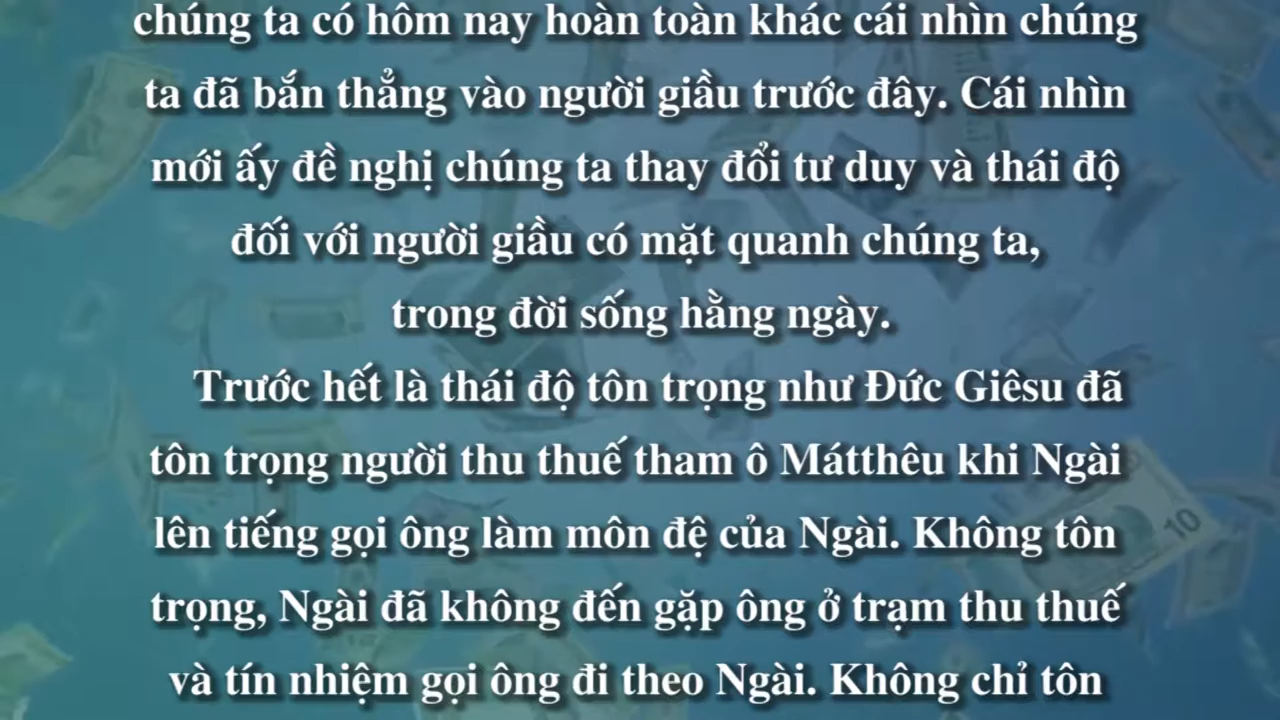 chúng ta có hôm nay hoàn toàn khác cái nhìn chúng
ta đã bắn thẳng vào người giầu trước đây. Cái nhìn
mới ấy đề nghị chúng ta thay đổi tư duy và thái độ
đối với người giầu có mặt quanh chúng ta,
trong đời sống hằng ngày.
Trước hết là thái độ tôn trọng như Đức Giêsu đã
tôn trọng người thu thuế tham ô Mátthêu khi Ngài
lên tiếng gọi ông làm môn đệ của Ngài. Không tôn
trọng, Ngài đã không đến gặp ông ở trạm thu thuế
và tín nhiệm gọi ông đi theo Ngài. Không chỉ tôn
10